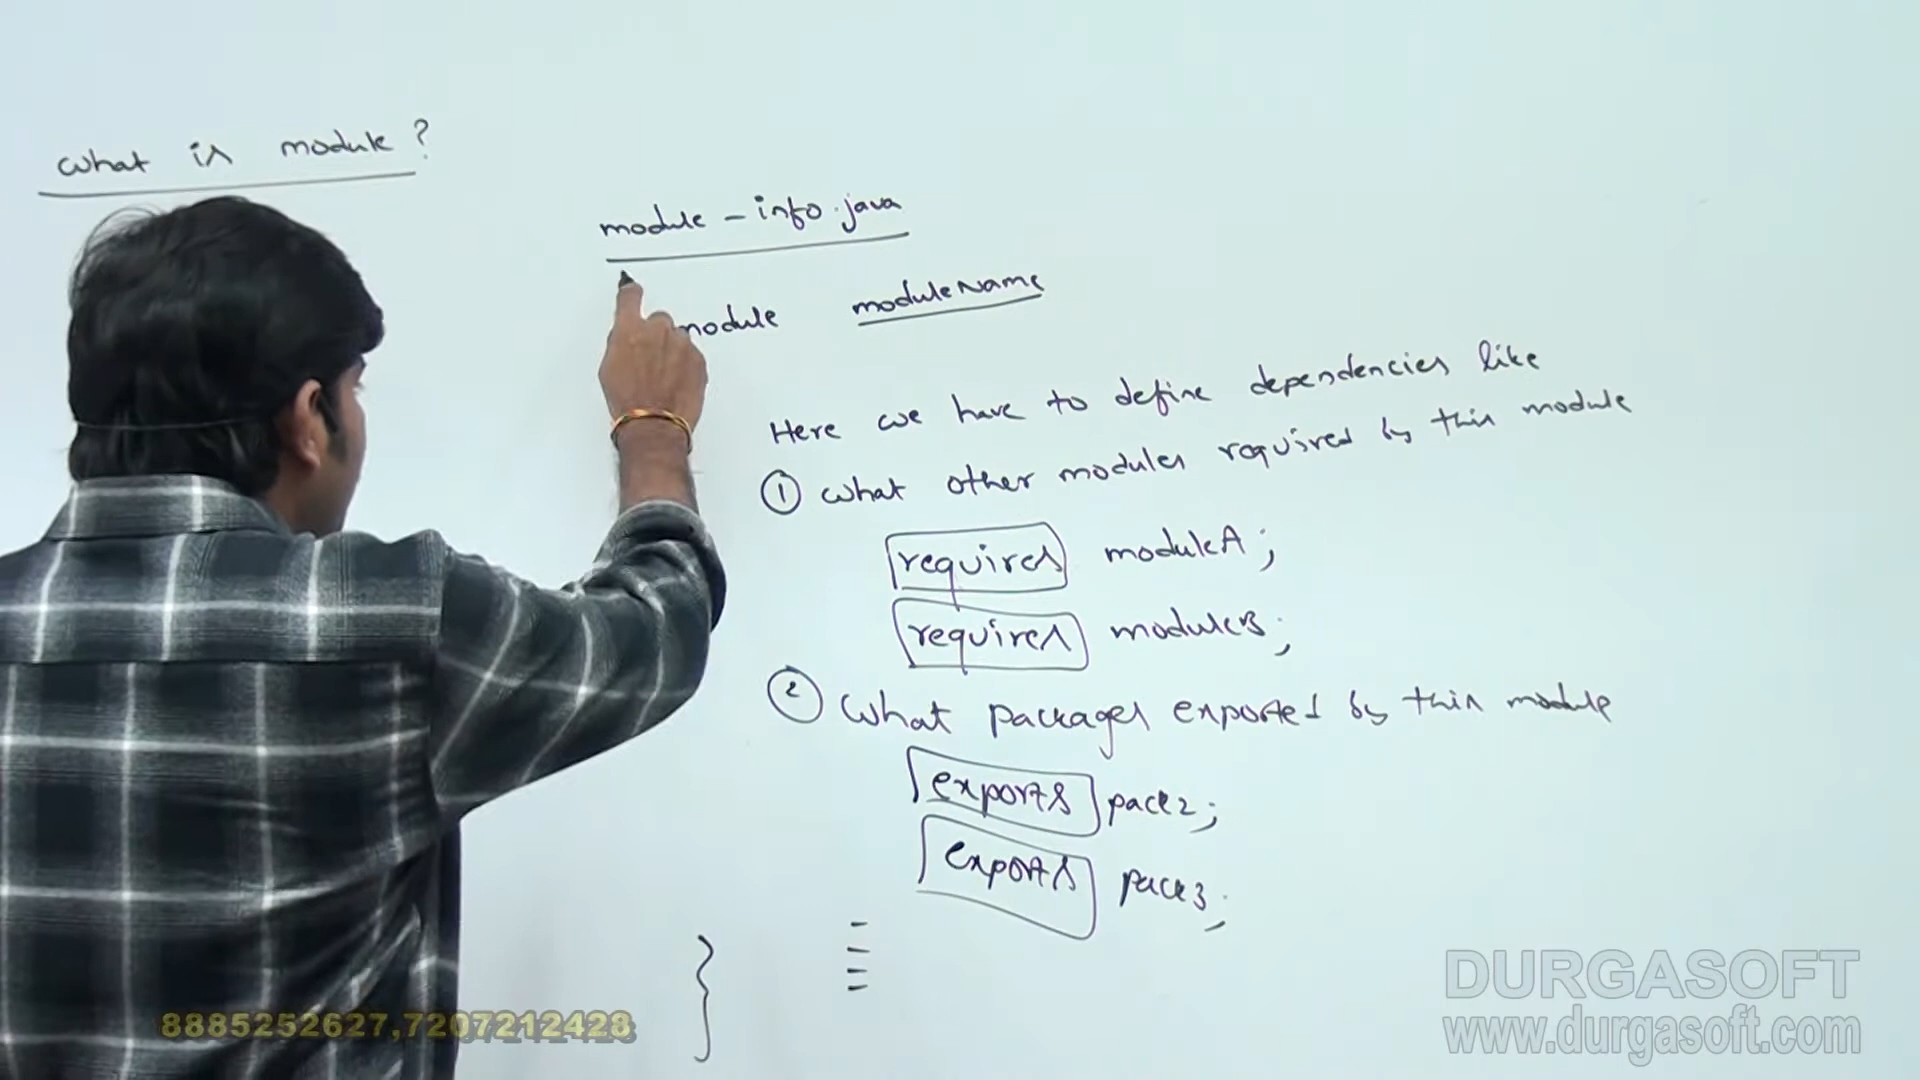 What is module?
module - info.java
module moduleName
Here we have to define dependencies like
① What other modules required by this module
requires moduleA;
requires moduleB;
② What packages exported by this module
exports pack2;
exports pack3;
}
DURGASOFT
www.durgasoft.com
8885252627,7207212428